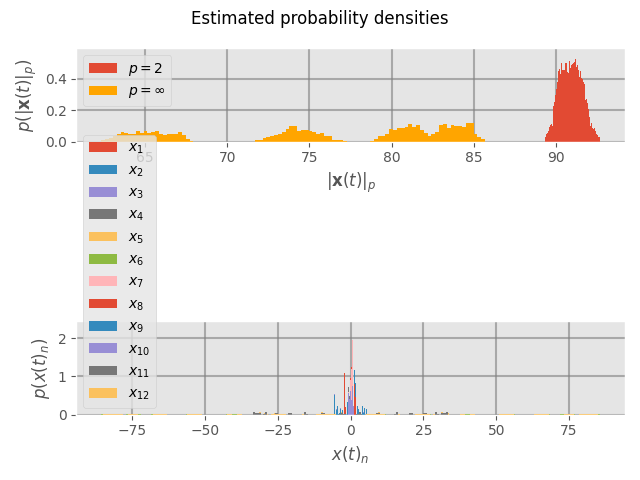 Estimated probability densities
p(|x(t)|_p)
0.4
0.2
0.0
p = 2
p = ∞
65 70 75 80 85 90
|x(t)|_p
x_1
x_2
x_3
x_4
x_5
x_6
x_7
x_8
x_9
x_10
x_11
x_12
p(x(t)_n)
2
1
0
−75 −50 −25 0 25 50 75
x(t)_n